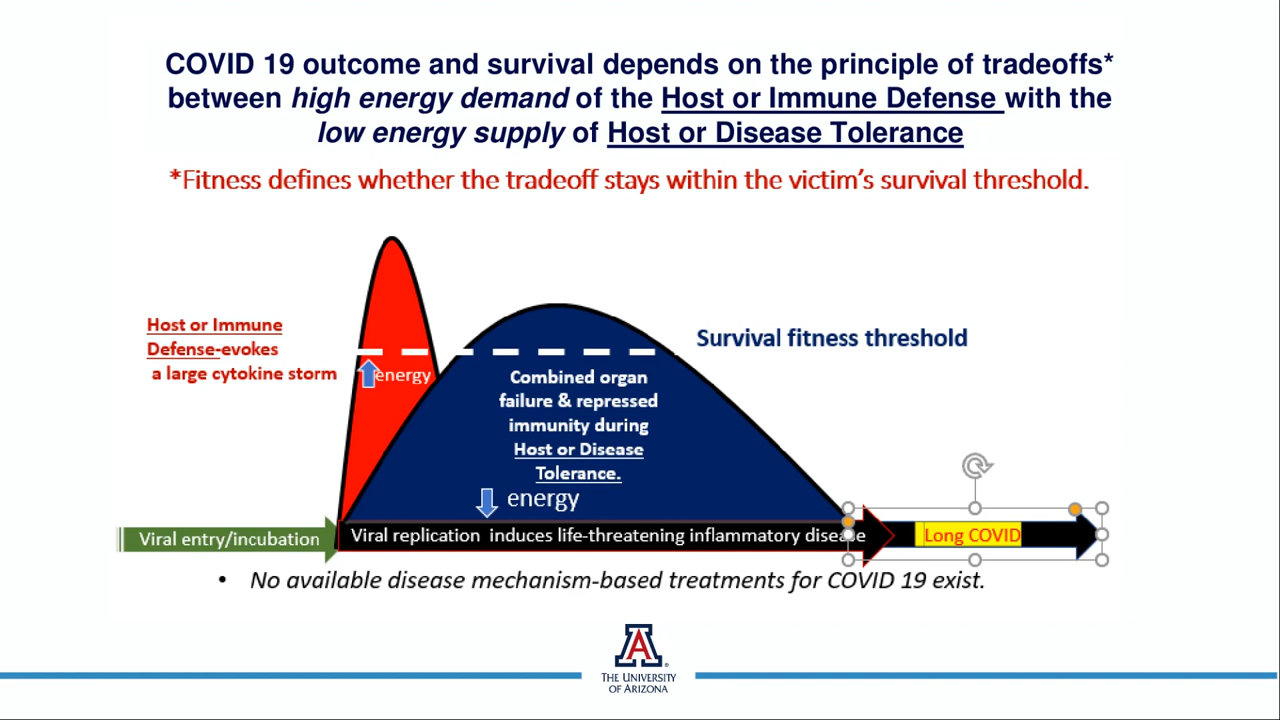 COVID 19 outcome and survival depends on the principle of tradeoffs*
between high energy demand of the Host or Immune Defense with the
low energy supply of Host or Disease Tolerance
*Fitness defines whether the tradeoff stays within the victim's survival threshold.
Host or Immune
Defense-evokes
a large cytokine storm
energy
Survival fitness threshold
Combined organ
failure & repressed
immunity during
Host or Disease
Tolerance.
energy
Viral entry/incubation
Viral replication induces life-threatening inflammatory disease
Long COVID
• No available disease mechanism-based treatments for COVID 19 exist.
A
THE UNIVERSITY
OF ARIZONA